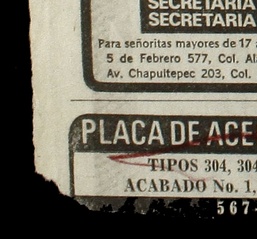 SECRETARIA
SECRETARIA
Para señoritas mayores de 17
5 de Febrero 577, Col.
Av. Chapultepec 203, Col.
PLACA DE ACE
TIPOS 304, 304
ACABADO No. 1,
567-